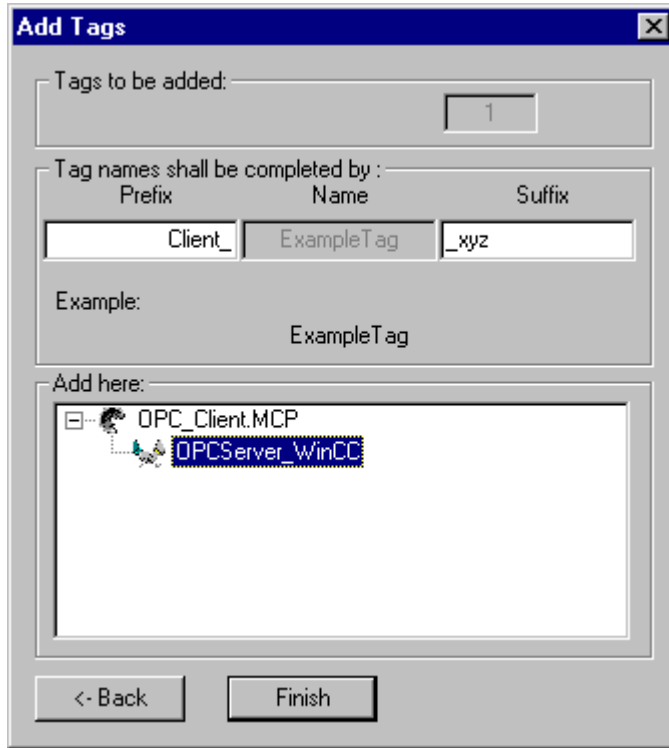 Add Tags
Tags to be added:
1
Tag names shall be completed by :
Prefix Name Suffix
Client_ ExampleTag _xyz
Example:
ExampleTag
Add here:
OPC_Client.MCP
OPCServer_WinCC
<- Back Finish